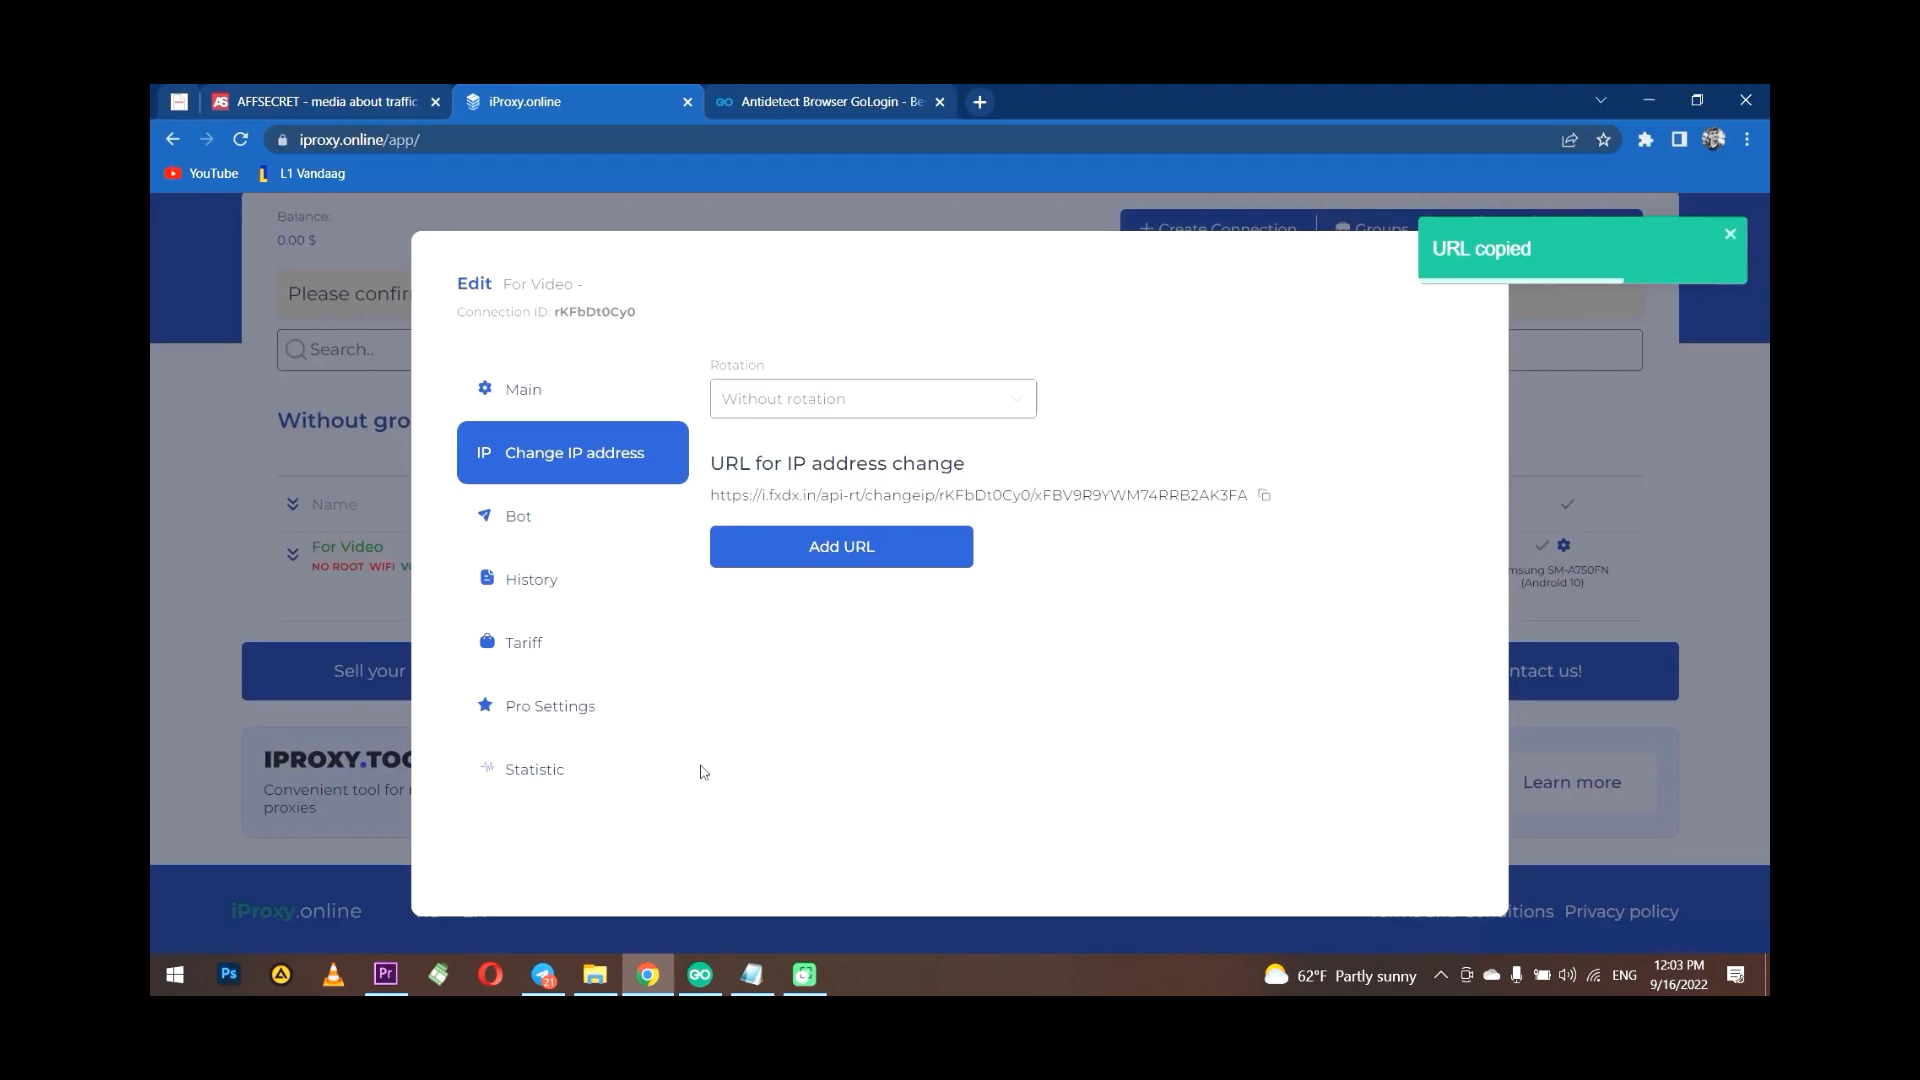 AFFSECRET - media about traffic
iProxy.online
Antidetect Browser GoLogin - Be
iproxy.online/app/
YouTube
L1 Vandaag
Balance:
0.00 $
Create Connection
Groups
URL copied
Please confir
Search..
Edit For Video -
Connection ID: rKFbDt0Cy0
Without gro
Name
For Video
NO ROOT WIFI
msung SM-A750FN
(Android 10)
Main
IP Change IP address
Bot
History
Tariff
Pro Settings
Statistic
Rotation
Without rotation
URL for IP address change
https://i.fxdx.in/api-rt/changeip/rKFbDt0Cy0/xFBV9R9YWM74RRB2AK3FA
Add URL
Sell your
ntact us!
IPROXY.TOO
Convenient tool for
proxies
Learn more
iProxy.online
Privacy policy
Ps
Pr
21
62°F Partly sunny
ENG
12:03 PM
9/16/2022